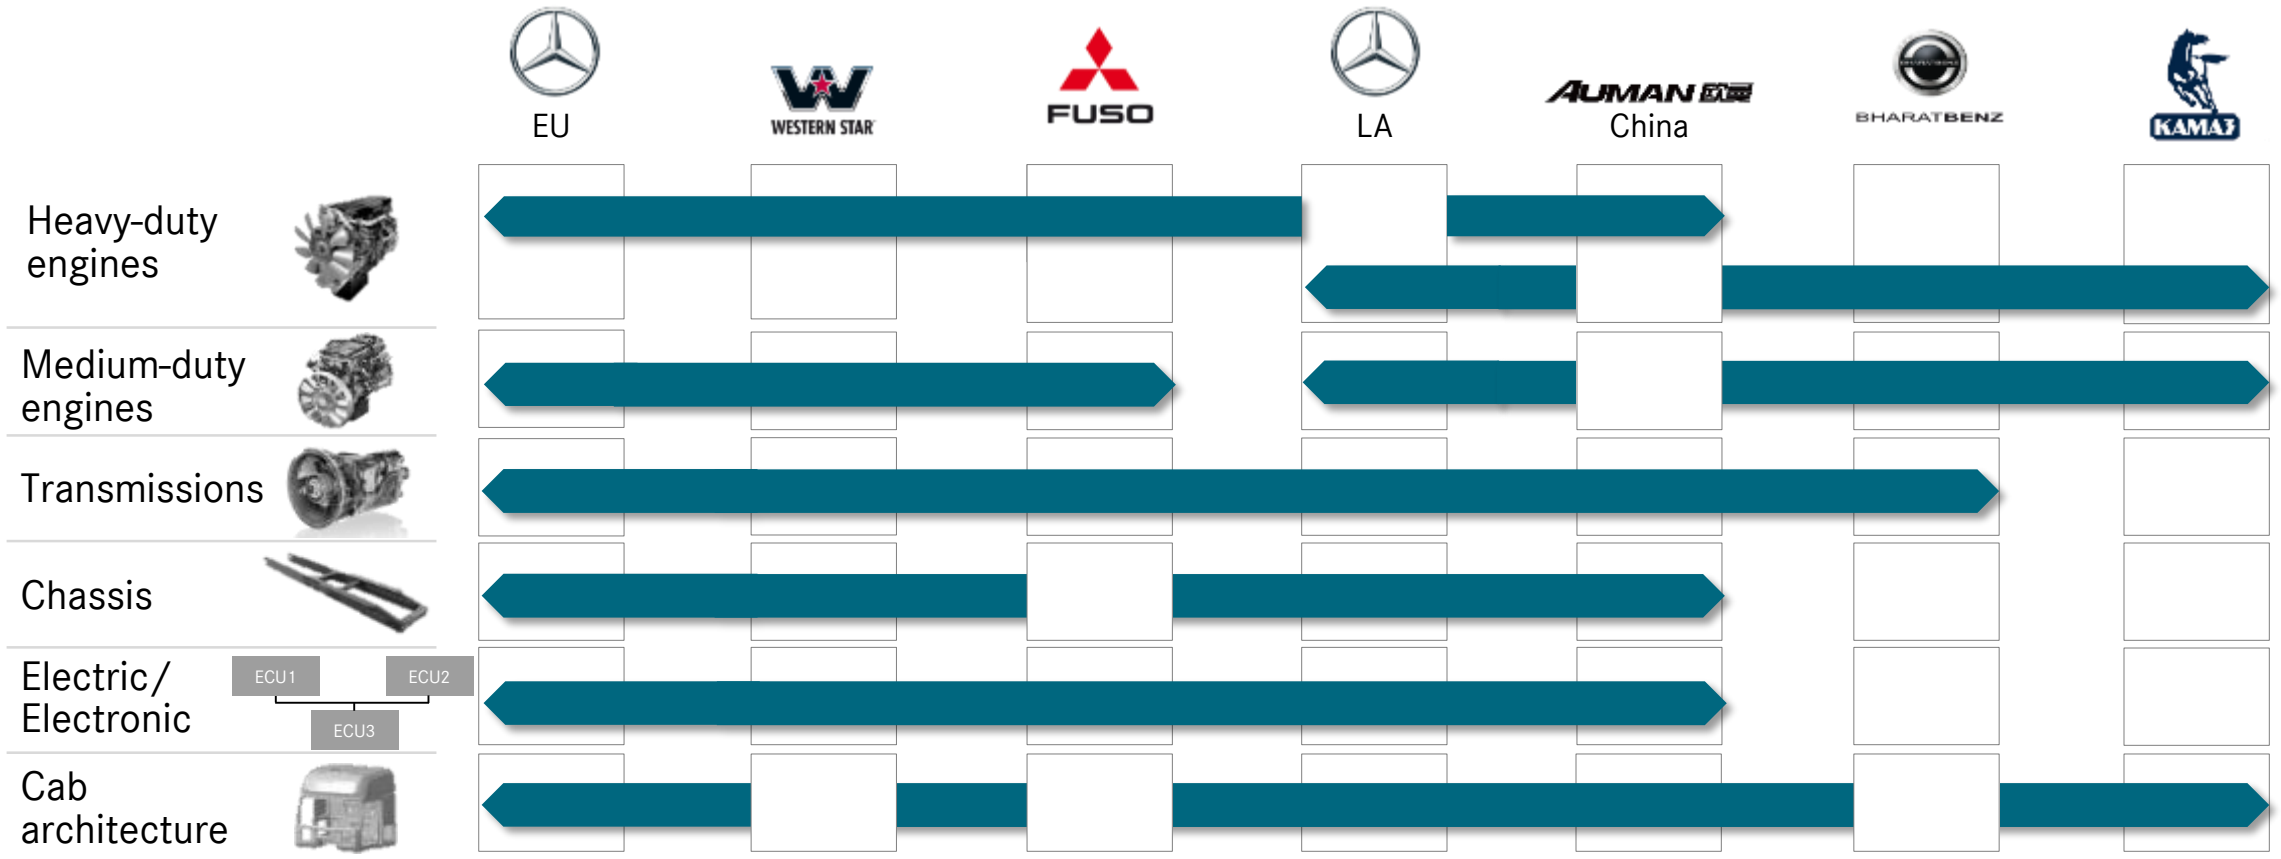 EU
WESTERN STAR
FUSO
LA
AUMAN
China
BHARATBENZ
КАМАЗ
Heavy-duty
engines
Medium-duty
engines
Transmissions
Chassis
Electric/
Electronic
ECU1
ECU2
ECU3
Cab
architecture